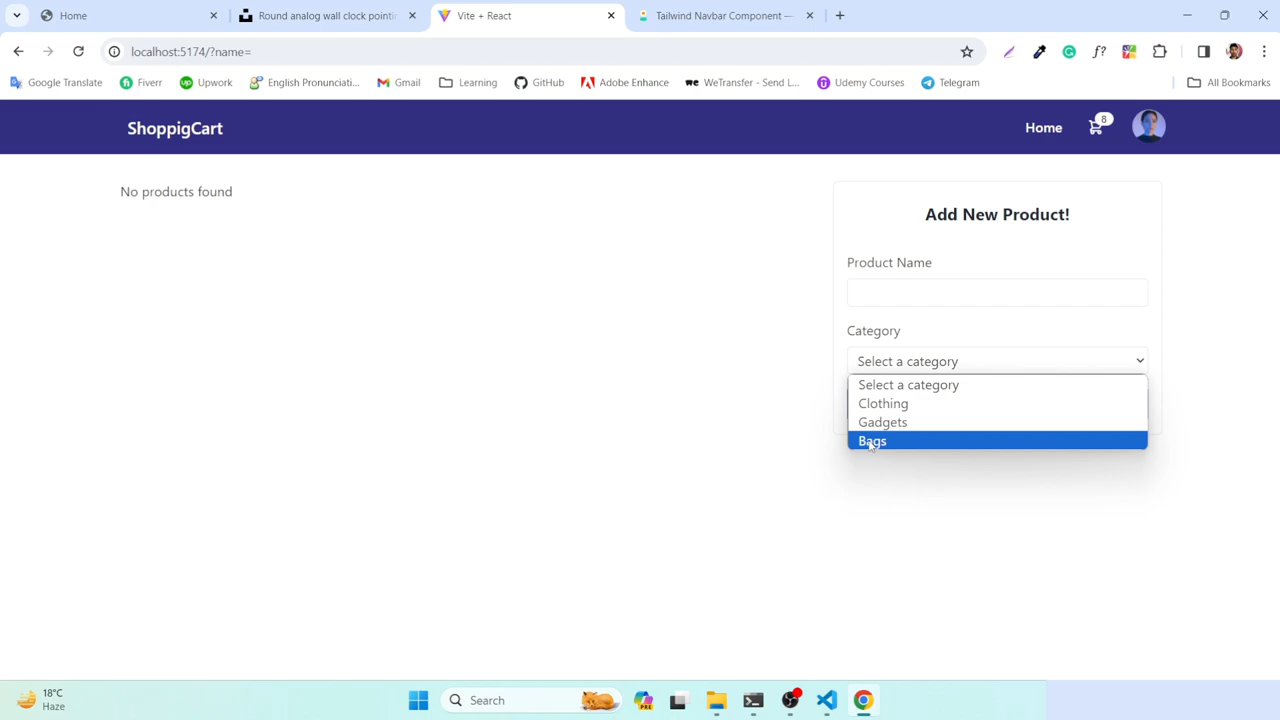 Home
Round analog wall clock pointi
Vite + React
Tailwind Navbar Component —
localhost:5174/?name=
Google Translate
Fiverr
Upwork
English Pronunciati...
Gmail
Learning
GitHub
Adobe Enhance
WeTransfer - Send L...
Udemy Courses
Telegram
All Bookmarks
ShoppigCart
Home
8
No products found
Add New Product!
Product Name
Category
Select a category
Select a category
Clothing
Gadgets
Bags
18°C
Haze
Search